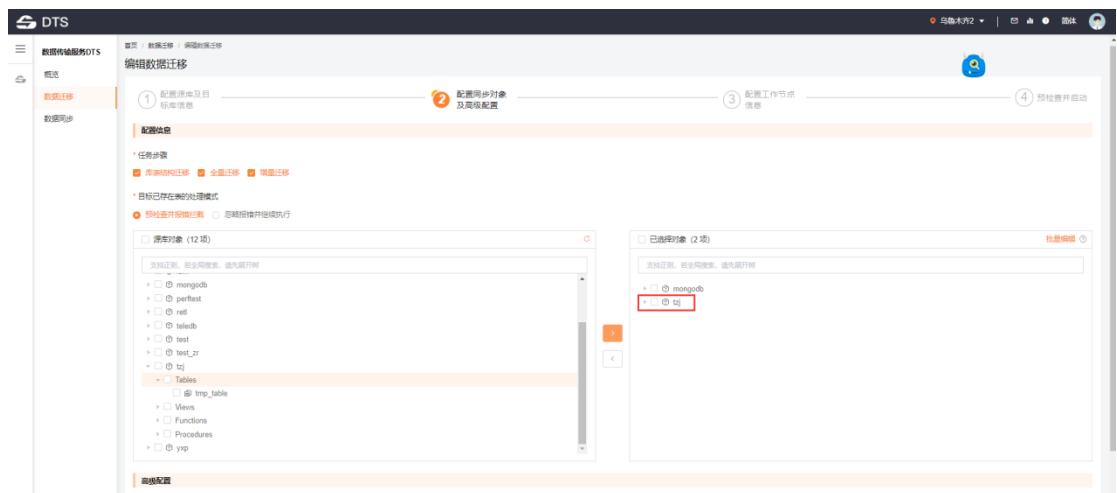 DTS
乌鲁木齐2
简体
数据传输服务DTS
概览
数据迁移
数据同步
首页 / 数据迁移 / 编辑数据迁移
编辑数据迁移
1 配置源库及目标库信息
2 配置同步对象及高级配置
3 配置工作节点信息
4 预检查并启动
配置信息
* 任务步骤
库表结构迁移 全量迁移 增量迁移
* 目标已存在表的处理模式
预检查并报错拦截 忽略报错并继续执行
源库对象 (12 项)
支持正则,若全局搜索,请先展开树
mongodb
perftest
retl
teledb
test
test_zr
tzj
Tables
tmp_table
Views
Functions
Procedures
yxp
已选择对象 (2 项)
批量编辑
支持正则,若全局搜索,请先展开树
mongodb
tzj
高级配置